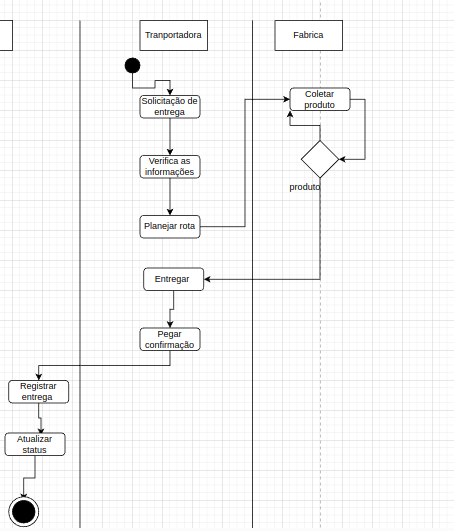 Tranportadora
Fabrica
Solicitação de
entrega
Coletar
produto
Verifica as
informações
produto
Planejar rota
Entregar
Pegar
confirmação
Registrar
entrega
Atualizar
status